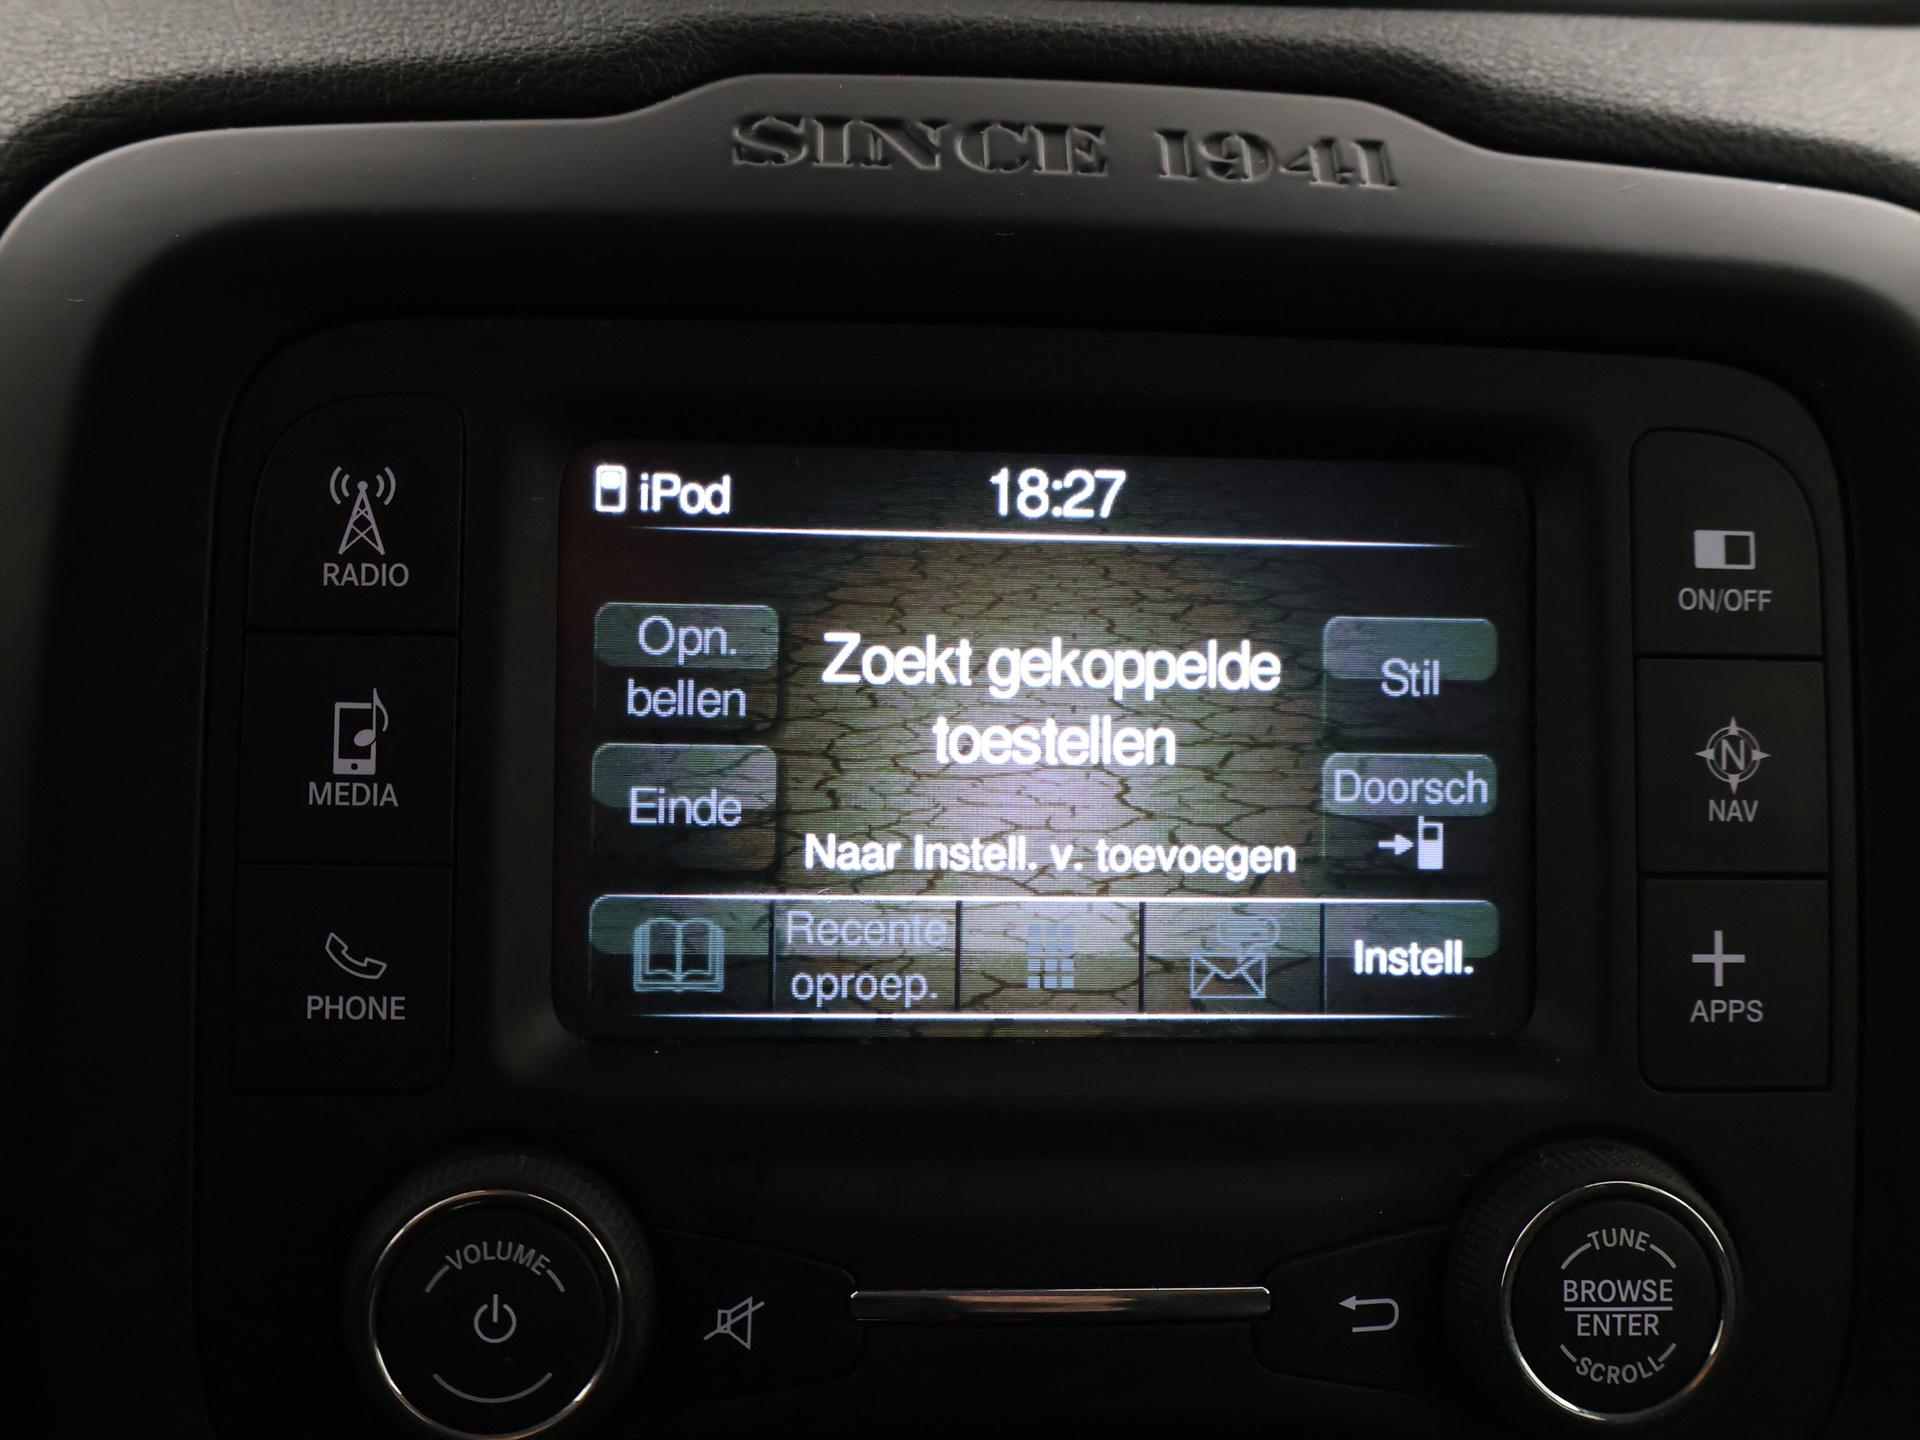 SINCE 1941
iPod
18:27
RADIO
MEDIA
PHONE
Opn.
bellen
Einde
Zoekt gekoppelde
toestellen
Naar Instell. v. toevoegen
Stil
Doorsch
Recente
oproep.
Instell.
ON/OFF
N
NAV
APPS
VOLUME
TUNE
BROWSE
ENTER
SCROLL